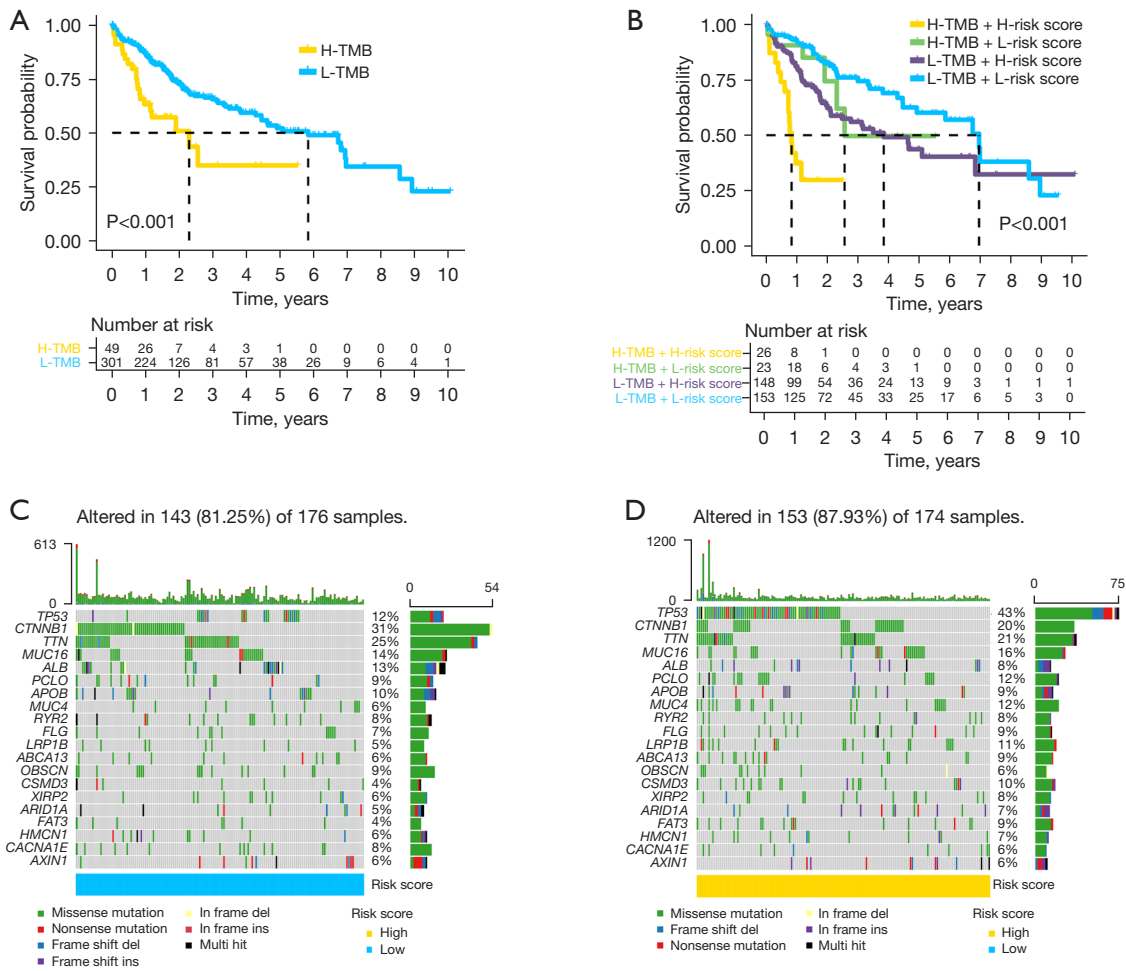 A
Survival probability
1.00
0.75
0.50
0.25
0.00
H-TMB
L-TMB
P<0.001
0 1 2 3 4 5 6 7 8 9 10
Time, years
Number at risk
H-TMB 49 26 7 4 3 1 0 0 0 0 0
L-TMB 301 224 126 81 57 38 26 9 6 4 1
0 1 2 3 4 5 6 7 8 9 10
Time, years
B
Survival probability
1.00
0.75
0.50
0.25
0.00
H-TMB + H-risk score
H-TMB + L-risk score
L-TMB + H-risk score
L-TMB + L-risk score
P<0.001
0 1 2 3 4 5 6 7 8 9 10
Time, years
Number at risk
H-TMB + H-risk score 26 8 1 0 0 0 0 0 0 0 0
H-TMB + L-risk score 23 18 6 4 3 1 0 0 0 0 0
L-TMB + H-risk score 148 99 54 36 24 13 9 3 1 1 1
L-TMB + L-risk score 153 125 72 45 33 25 17 6 5 3 0
0 1 2 3 4 5 6 7 8 9 10
Time, years
C
Altered in 143 (81.25%) of 176 samples.
613
0
0 54
TP53 12%
CTNNB1 31%
TTN 25%
MUC16 14%
ALB 13%
PCLO 9%
APOB 10%
MUC4 6%
RYR2 8%
FLG 7%
LRP1B 5%
ABCA13 6%
OBSCN 9%
CSMD3 4%
XIRP2 6%
ARID1A 5%
FAT3 4%
HMCN1 6%
CACNA1E 8%
AXIN1 6%
Risk score
Missense mutation
Nonsense mutation
Frame shift del
Frame shift ins
In frame del
In frame ins
Multi hit
Risk score
High
Low
D
Altered in 153 (87.93%) of 174 samples.
1200
0
0 75
TP53 43%
CTNNB1 20%
TTN 21%
MUC16 16%
ALB 8%
PCLO 12%
APOB 9%
MUC4 12%
RYR2 8%
FLG 9%
LRP1B 11%
ABCA13 9%
OBSCN 6%
CSMD3 10%
XIRP2 8%
ARID1A 7%
FAT3 9%
HMCN1 7%
CACNA1E 6%
AXIN1 6%
Risk score
Missense mutation
Frame shift del
Nonsense mutation
In frame del
In frame ins
Multi hit
Risk score
High
Low